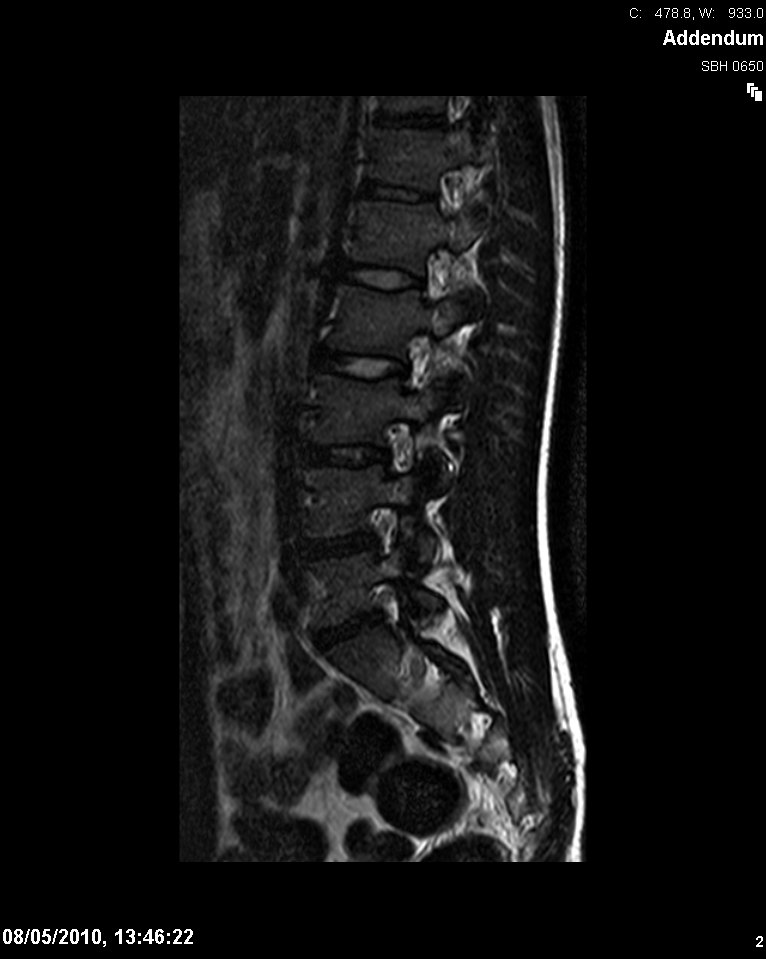 C: 478.8, W: 933.0
Addendum
SBH 0650
08/05/2010, 13:46:22
2